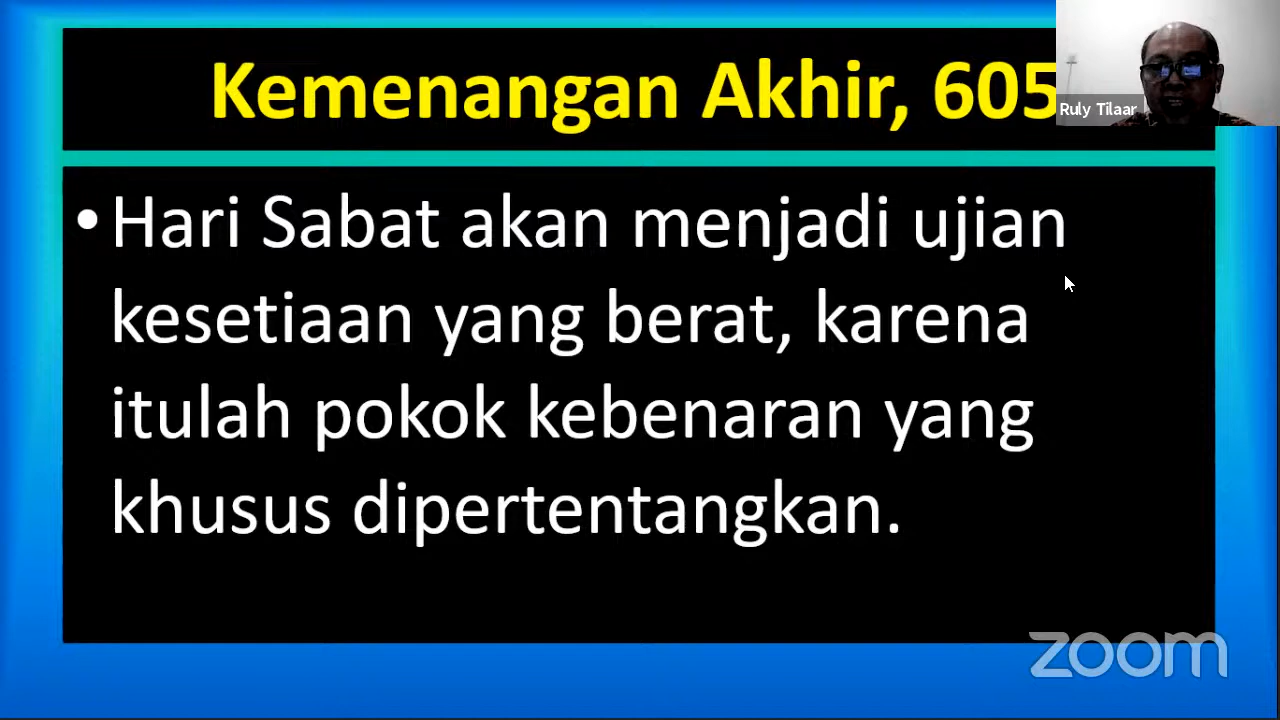 Kemenangan Akhir, 605
Ruly Tilaar
• Hari Sabat akan menjadi ujian
kesetiaan yang berat, karena
itulah pokok kebenaran yang
khusus dipertentangkan.
zoom